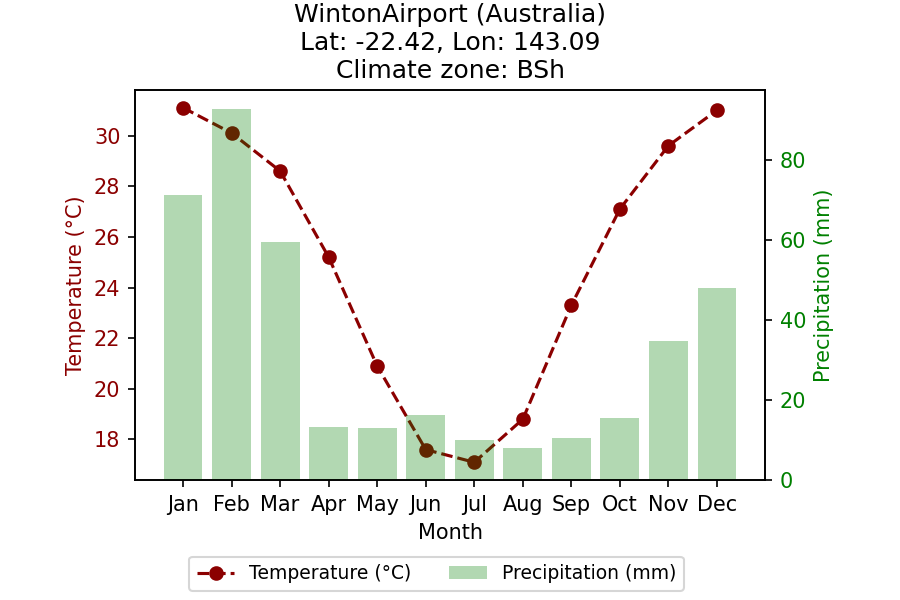 WintonAirport (Australia)
Lat: -22.42, Lon: 143.09
Climate zone: BSh
30
28
26
24
22
20
18
Temperature (°C)
80
60
40
20
0
Precipitation (mm)
Jan Feb Mar Apr May Jun Jul Aug Sep Oct Nov Dec
Month
Temperature (°C) Precipitation (mm)